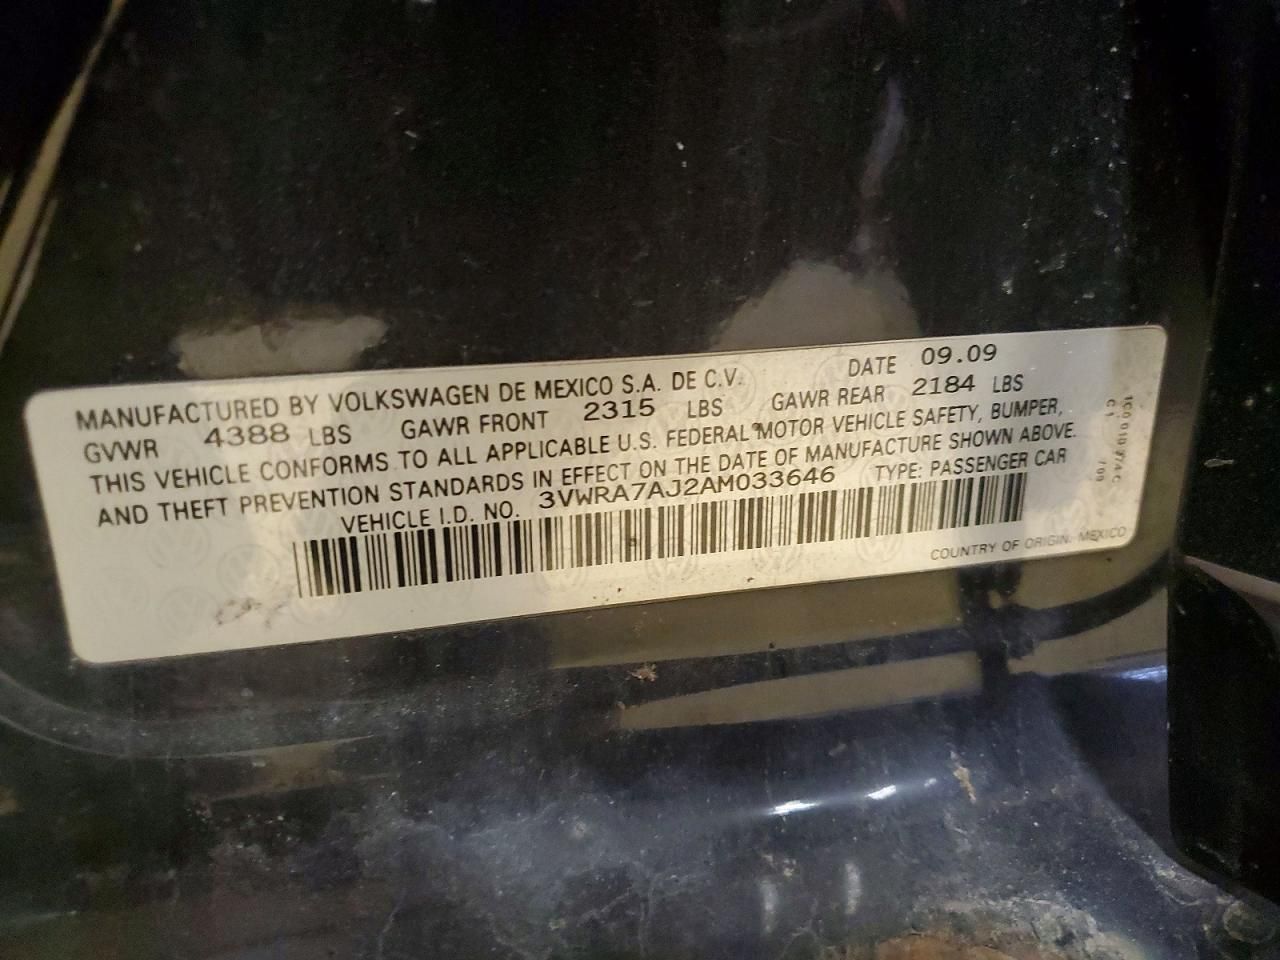 MANUFACTURED BY VOLKSWAGEN DE MEXICO S.A. DE C.V. DATE 09.09
GVWR 4388 LBS GAWR FRONT 2315 LBS GAWR REAR 2184 LBS
THIS VEHICLE CONFORMS TO ALL APPLICABLE U.S. FEDERAL MOTOR VEHICLE SAFETY, BUMPER,
AND THEFT PREVENTION STANDARDS IN EFFECT ON THE DATE OF MANUFACTURE SHOWN ABOVE.
VEHICLE I.D. NO. 3VWRA7AJ2AM033646 TYPE: PASSENGER CAR
COUNTRY OF ORIGIN: MEXICO